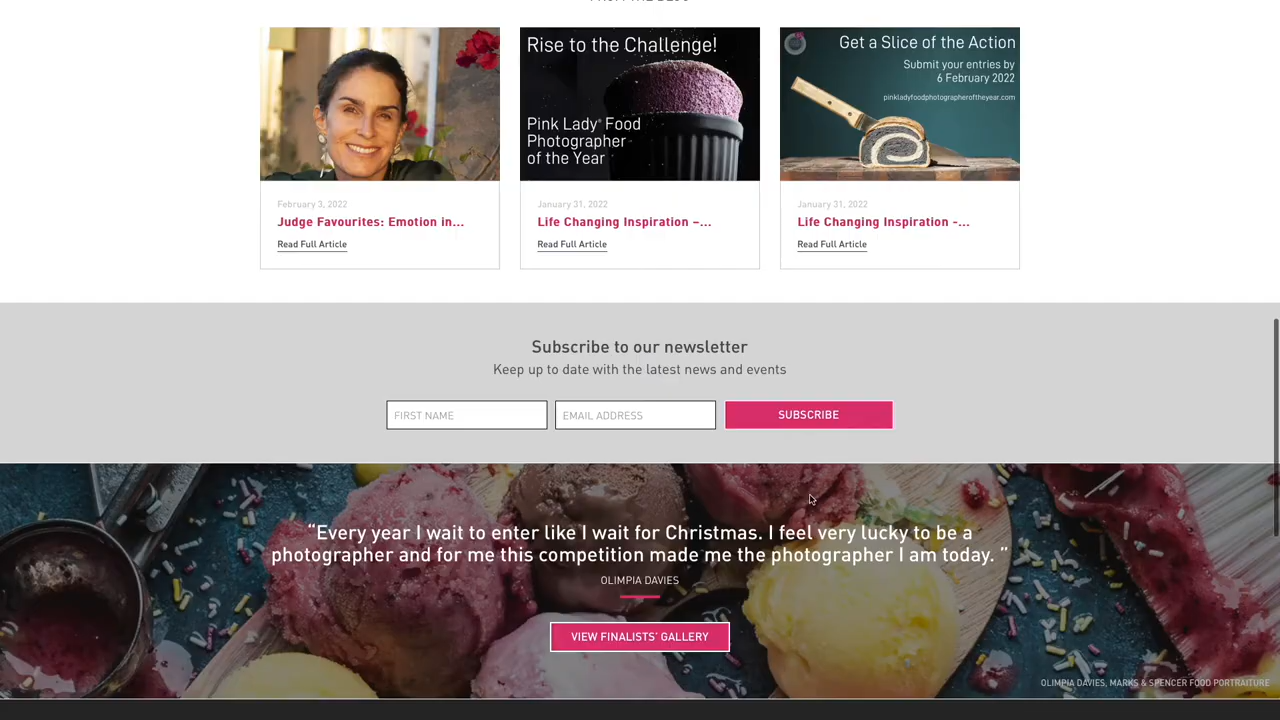 Rise to the Challenge!
Pink Lady® Food
Photographer
of the Year
Get a Slice of the Action
Submit your entries by
6 February 2022
pinkladyfoodphotographeroftheyear.com
February 3, 2022
Judge Favourites: Emotion in...
Read Full Article
January 31, 2022
Life Changing Inspiration –...
Read Full Article
January 31, 2022
Life Changing Inspiration -...
Read Full Article
Subscribe to our newsletter
Keep up to date with the latest news and events
FIRST NAME
EMAIL ADDRESS
SUBSCRIBE
“Every year I wait to enter like I wait for Christmas. I feel very lucky to be a
photographer and for me this competition made me the photographer I am today. ”
OLIMPIA DAVIES
VIEW FINALISTS' GALLERY
OLIMPIA DAVIES, MARKS & SPENCER FOOD PORTRAITURE